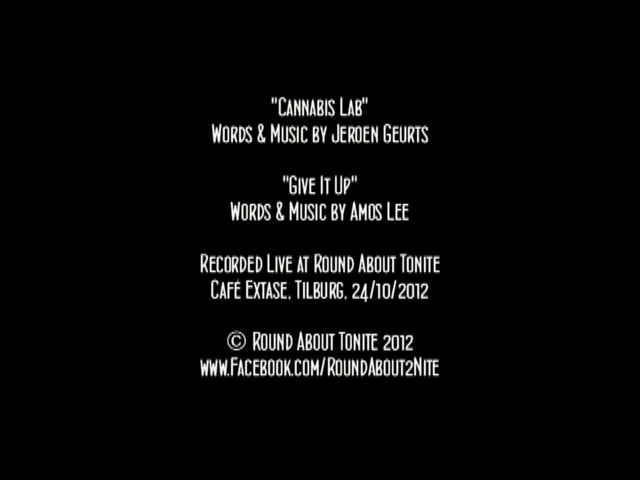 "Cannabis Lab"
Words & Music by Jeroen Geurts
"Give It Up"
Words & Music by Amos Lee
Recorded Live at Round About Tonite
Café Extase, Tilburg, 24/10/2012
© Round About Tonite 2012
www.Facebook.com/RoundAbout2Nite